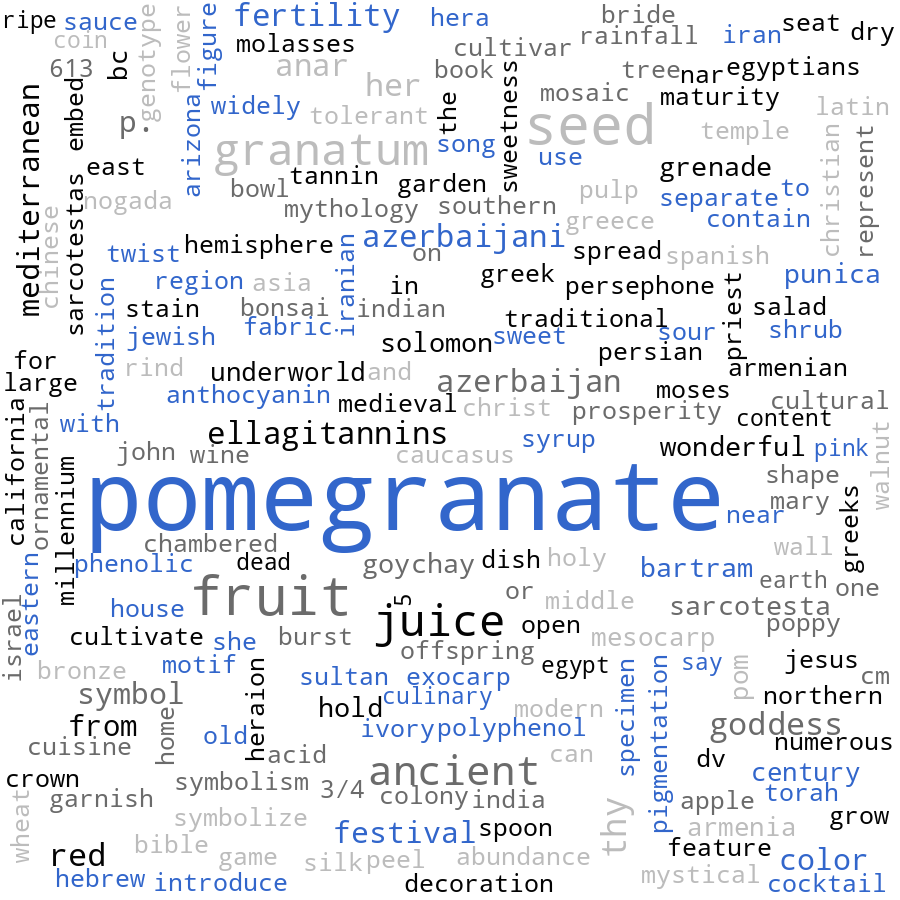 ripe sauce genotype flower figure fertility hera bride seat dry
coin molasses cultivar rainfall iran
613 bc anar book tree nar egyptians
embed her mosaic maturity
mediterranean p. arizona widely tolerant the sweetness seed temple latin
east granatum song use grenade christian represent
nogada bowl tannin garden pulp separate to
chinese sarcotestas mythology southern greece contain
twist hemisphere iranian azerbaijani on spread spanish
tradition region asia in greek persephone priest punica
stain bonsai indian traditional salad
jewish fabric solomon sweet sour shrub
for rind underworld and persian armenian
large anthocyanin medieval azerbaijan moses cultural
california ornamental with christ prosperity content
ellagitannins syrup wonderful pink walnut
john wine caucasus shape
millennium pomegranate mary
near greeks
chambered wall
eastern phenolic dead goychay dish holy bartram earth one
israel house fruit 5 or middle sarcotesta
cultivate she burst juice open mesocarp poppy
bronze motif offspring egypt say jesus
symbol heraion sultan exocarp specimen pigmentation pom cm
from home hold culinary modern northern
cuisine old ivory polyphenol goddess numerous
acid can dv
crown symbolism 3/4 ancient century
wheat garnish colony india thy apple torah
symbolize festival spoon armenia grow
red bible game silk peel abundance feature color
hebrew introduce decoration mystical cocktail